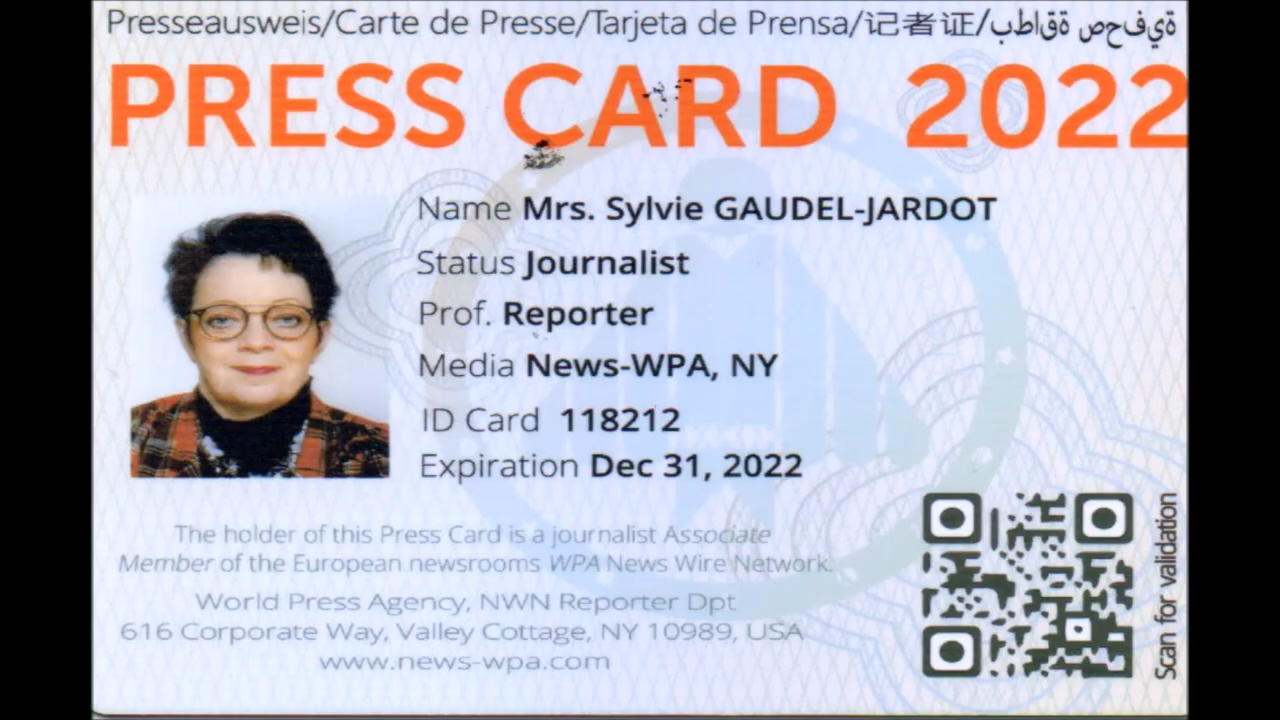 Presseausweis/Carte de Presse/Tarjeta de Prensa/记者证/بطاقة صحفية
PRESS CARD 2022
Name Mrs. Sylvie GAUDEL-JARDOT
Status Journalist
Prof. Reporter
Media News-WPA, NY
ID Card 118212
Expiration Dec 31, 2022
The holder of this Press Card is a journalist Associate
Member of the European newsrooms WPA News Wire Network.
World Press Agency, NWN Reporter Dpt
616 Corporate Way, Valley Cottage, NY 10989, USA
www.news-wpa.com
Scan for validation